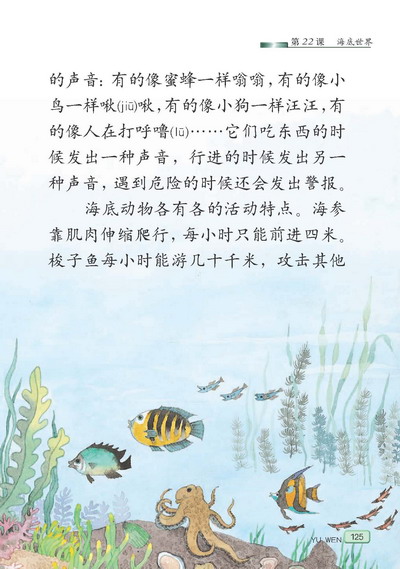 第22课 海底世界
的声音：有的像蜜蜂一样嗡嗡，有的像小
鸟一样啾(jiū)啾，有的像小狗一样汪汪，有
的像人在打呼噜(lū)……它们吃东西的时
候发出一种声音，行进的时候发出另一
种声音，遇到危险的时候还会发出警报。
海底动物各有各的活动特点。海参
靠肌肉伸缩爬行，每小时只能前进四米。
梭子鱼每小时能游几十千米，攻击其他
YU WEN 125